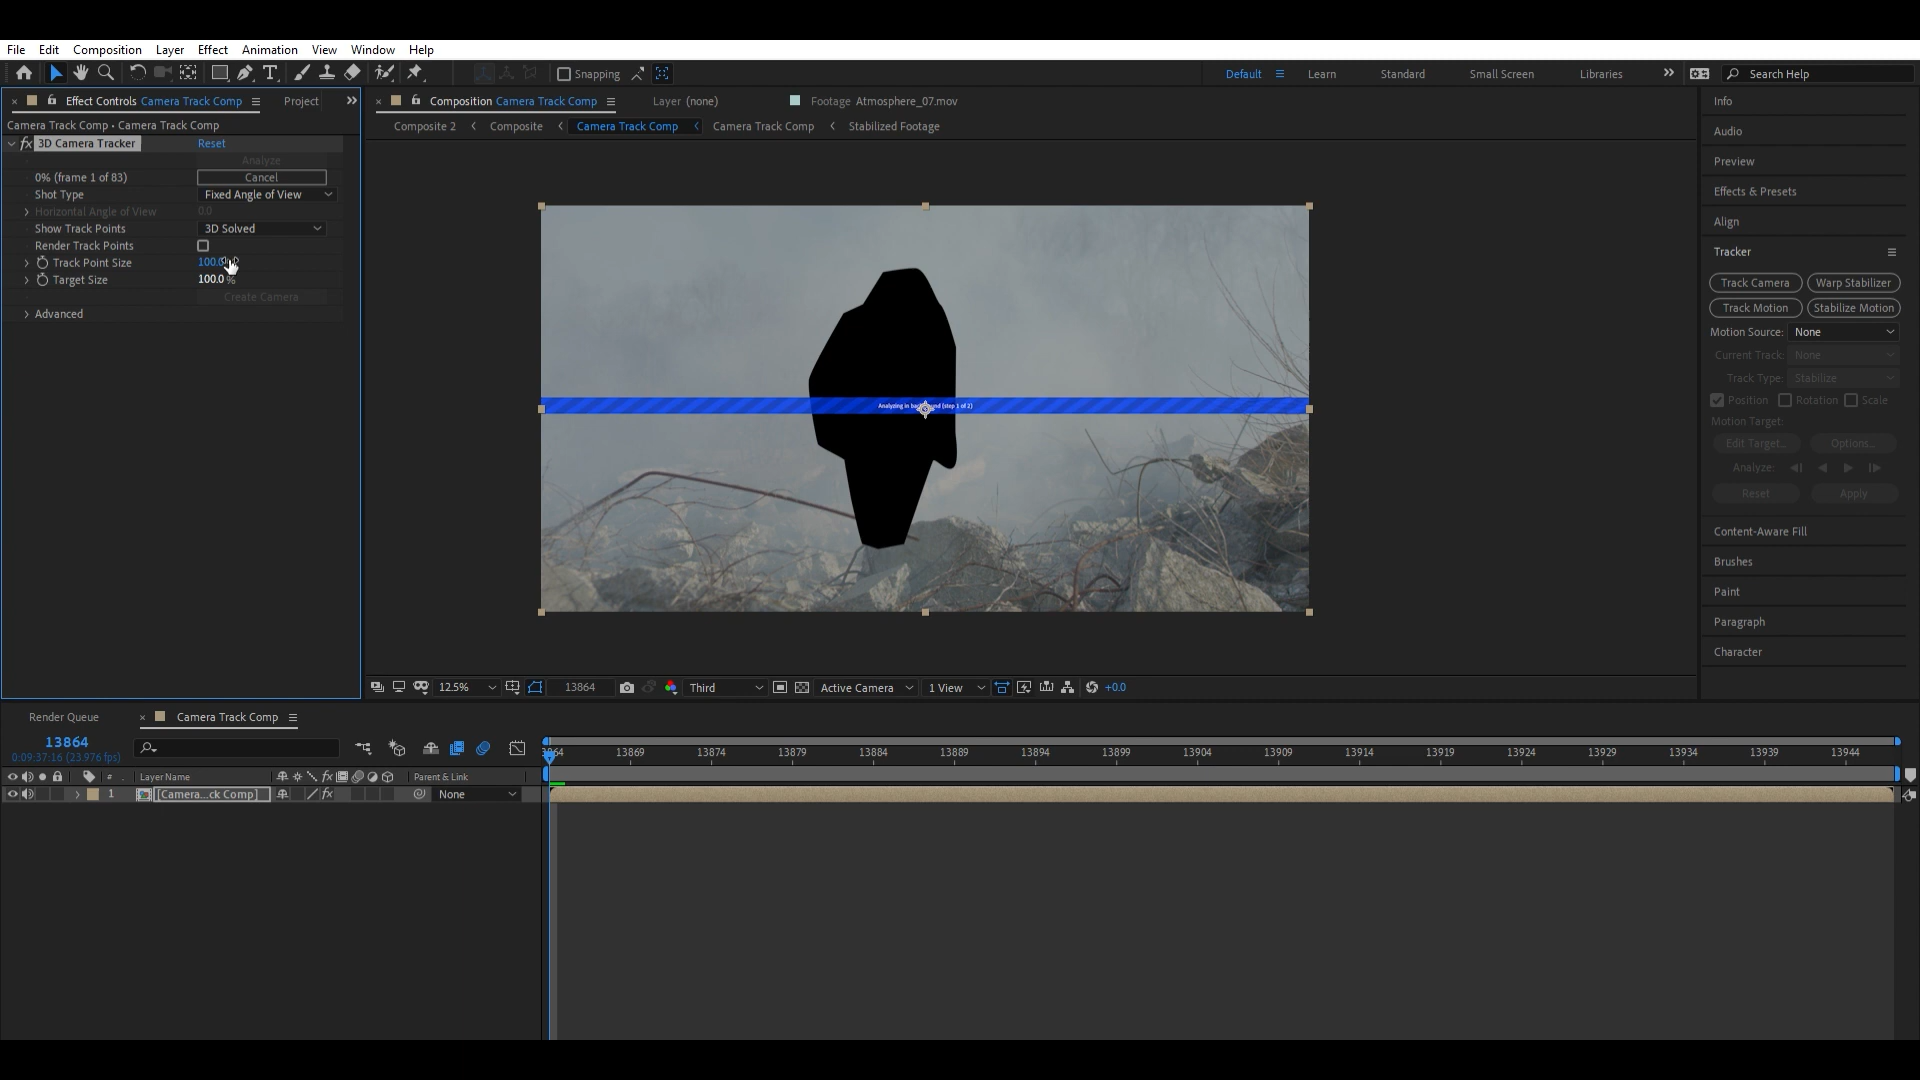 File Edit Composition Layer Effect Animation View Window Help
Snapping
Default Learn Standard Small Screen Libraries Search Help
Effect Controls Camera Track Comp Project
Camera Track Comp • Camera Track Comp
fx 3D Camera Tracker Reset
Analyze
0% (frame 1 of 83) Cancel
Shot Type Fixed Angle of View
Horizontal Angle of View 0.0
Show Track Points 3D Solved
Render Track Points
Track Point Size 100.0
Target Size 100.0 %
Create Camera
Advanced
Composition Camera Track Comp Layer (none) Footage Atmosphere_07.mov
Composite 2 Composite Camera Track Comp Camera Track Comp Stabilized Footage
Analyzing in background (step 1 of 2)
12.5% 13864 Third Active Camera 1 View +0.0
Info
Audio
Preview
Effects & Presets
Align
Tracker
Track Camera Warp Stabilizer
Track Motion Stabilize Motion
Motion Source: None
Current Track: None
Track Type: Stabilize
Position Rotation Scale
Motion Target:
Edit Target... Options...
Analyze:
Reset Apply
Content-Aware Fill
Brushes
Paint
Paragraph
Character
Render Queue Camera Track Comp
13864
0:09:37:16 (23.976 fps)
13869 13874 13879 13884 13889 13894 13899 13904 13909 13914 13919 13924 13929 13934 13939 13944
# Layer Name Parent & Link
1 [Camera...ck Comp] None